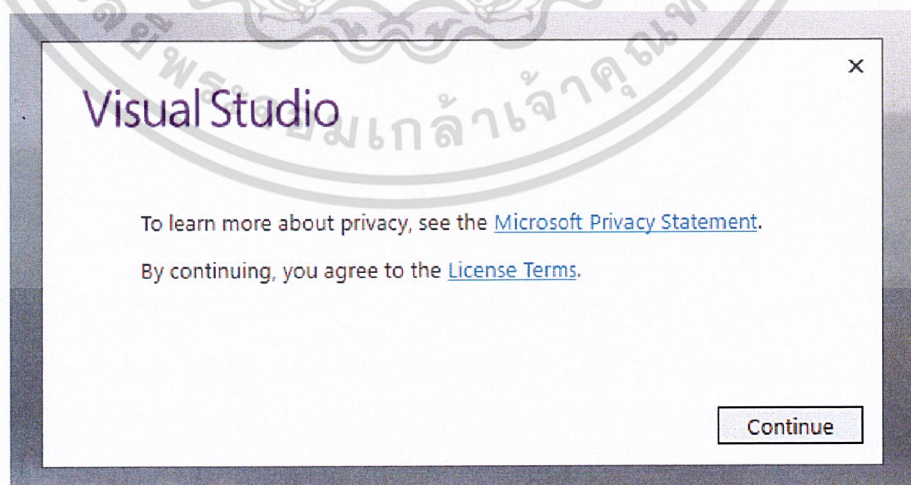 Visual Studio
To learn more about privacy, see the Microsoft Privacy Statement.
By continuing, you agree to the License Terms.
Continue